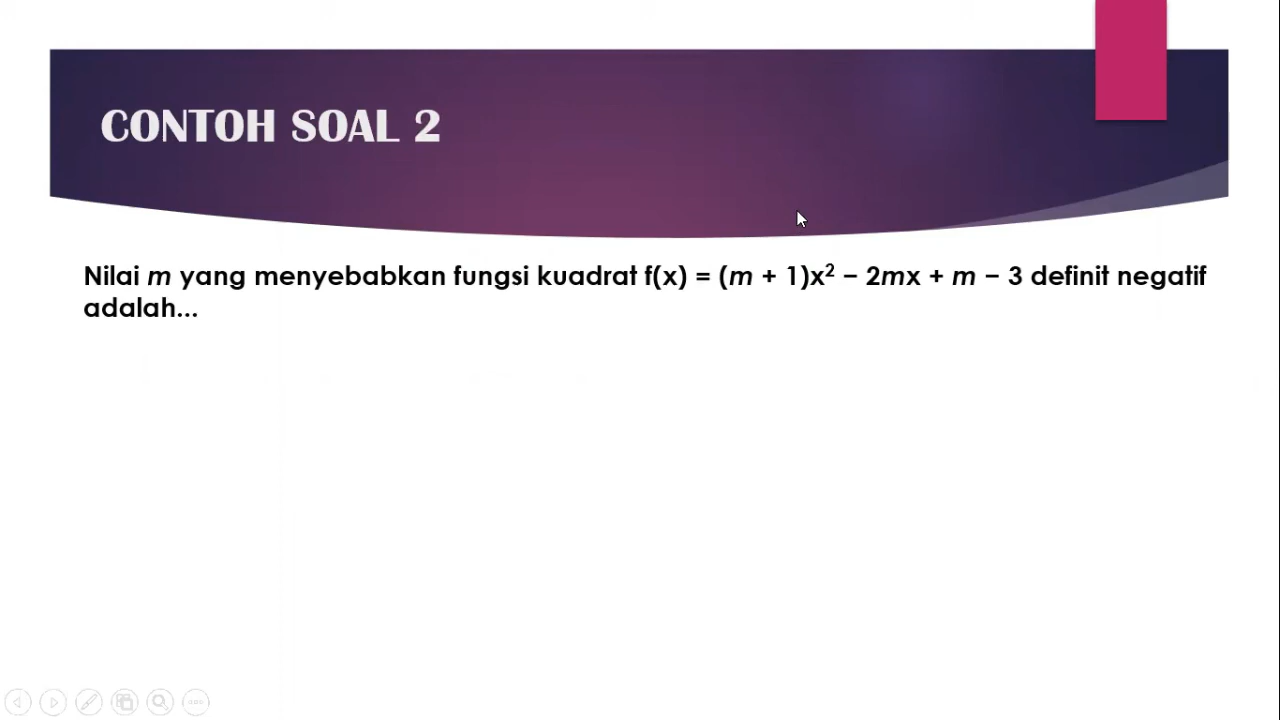 CONTOH SOAL 2
Nilai m yang menyebabkan fungsi kuadrat f(x) = (m + 1)x² − 2mx + m − 3 definit negatif
adalah...